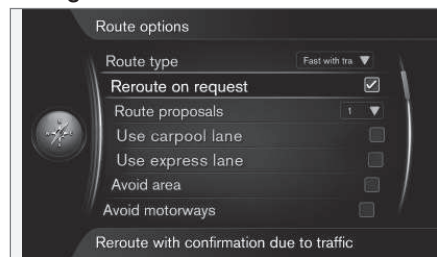 Route options
Route type Fast with tra
Reroute on request
Route proposals 1
Use carpool lane
Use express lane
Avoid area
Avoid motorways
Reroute with confirmation due to traffic